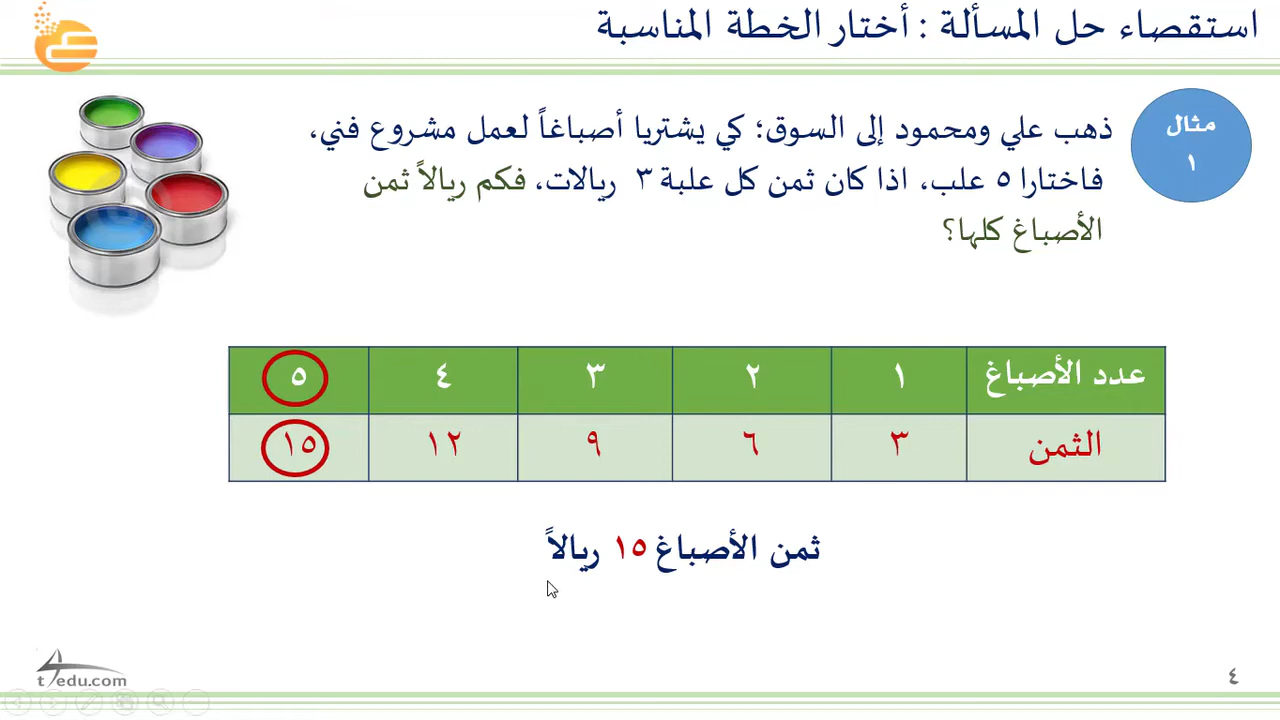 استقصاء حل المسألة : أختار الخطة المناسبة
مثال
١
ذهب علي ومحمود إلى السوق؛ كي يشتريا أصباغاً لعمل مشروع فني،
فاختارا ٥ علب، اذا كان ثمن كل علبة ٣ ريالات، فكم ريالاً ثمن
الأصباغ كلها؟
عدد الأصباغ ١ ٢ ٣ ٤ ٥
الثمن ٣ ٦ ٩ ١٢ ١٥
ثمن الأصباغ ١٥ ريالاً
t4edu.com
٤